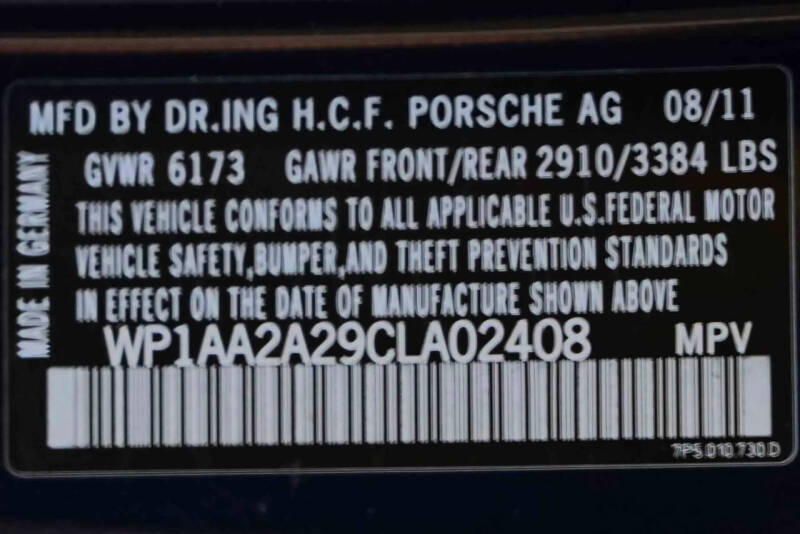 MFD BY DR.ING H.C.F. PORSCHE AG 08/11
GVWR 6173 GAWR FRONT/REAR 2910/3384 LBS
THIS VEHICLE CONFORMS TO ALL APPLICABLE U.S.FEDERAL MOTOR
VEHICLE SAFETY,BUMPER,AND THEFT PREVENTION STANDARDS
IN EFFECT ON THE DATE OF MANUFACTURE SHOWN ABOVE
WP1AA2A29CLA02408 MPV
7P5.010.730.D
MADE IN GERMANY